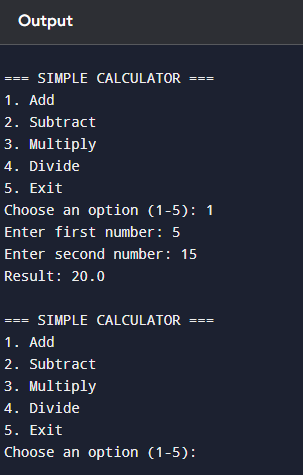 Output
=== SIMPLE CALCULATOR ===
1. Add
2. Subtract
3. Multiply
4. Divide
5. Exit
Choose an option (1-5): 1
Enter first number: 5
Enter second number: 15
Result: 20.0
=== SIMPLE CALCULATOR ===
1. Add
2. Subtract
3. Multiply
4. Divide
5. Exit
Choose an option (1-5):